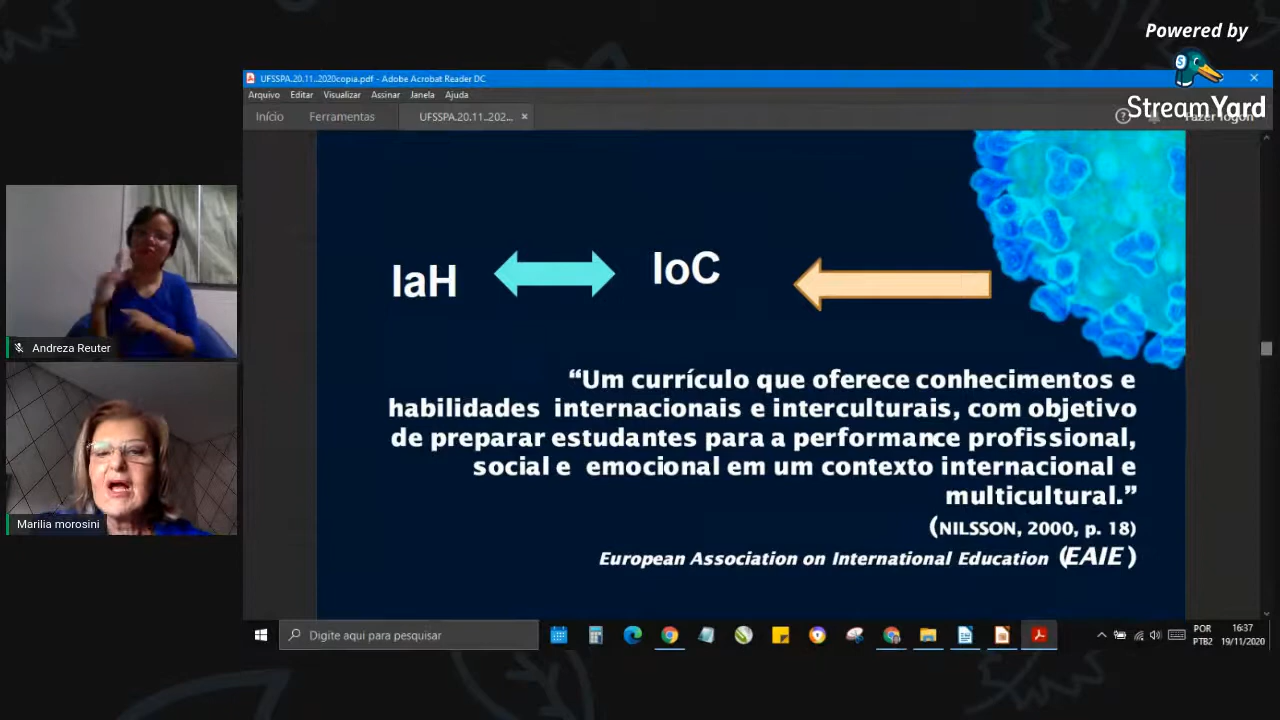 Powered by
StreamYard
UFSSPA.20.11..2020copia.pdf - Adobe Acrobat Reader DC
Arquivo Editar Visualizar Assinar Janela Ajuda
Início Ferramentas UFSSPA.20.11..202... ×
Fazer logon
IaH IoC
“Um currículo que oferece conhecimentos e
habilidades internacionais e interculturais, com objetivo
de preparar estudantes para a performance profissional,
social e emocional em um contexto internacional e
multicultural.”
(NILSSON, 2000, p. 18)
European Association on International Education (EAIE)
Andreza Reuter
Marilia morosini
Digite aqui para pesquisar
POR
PTB2
16:37
19/11/2020